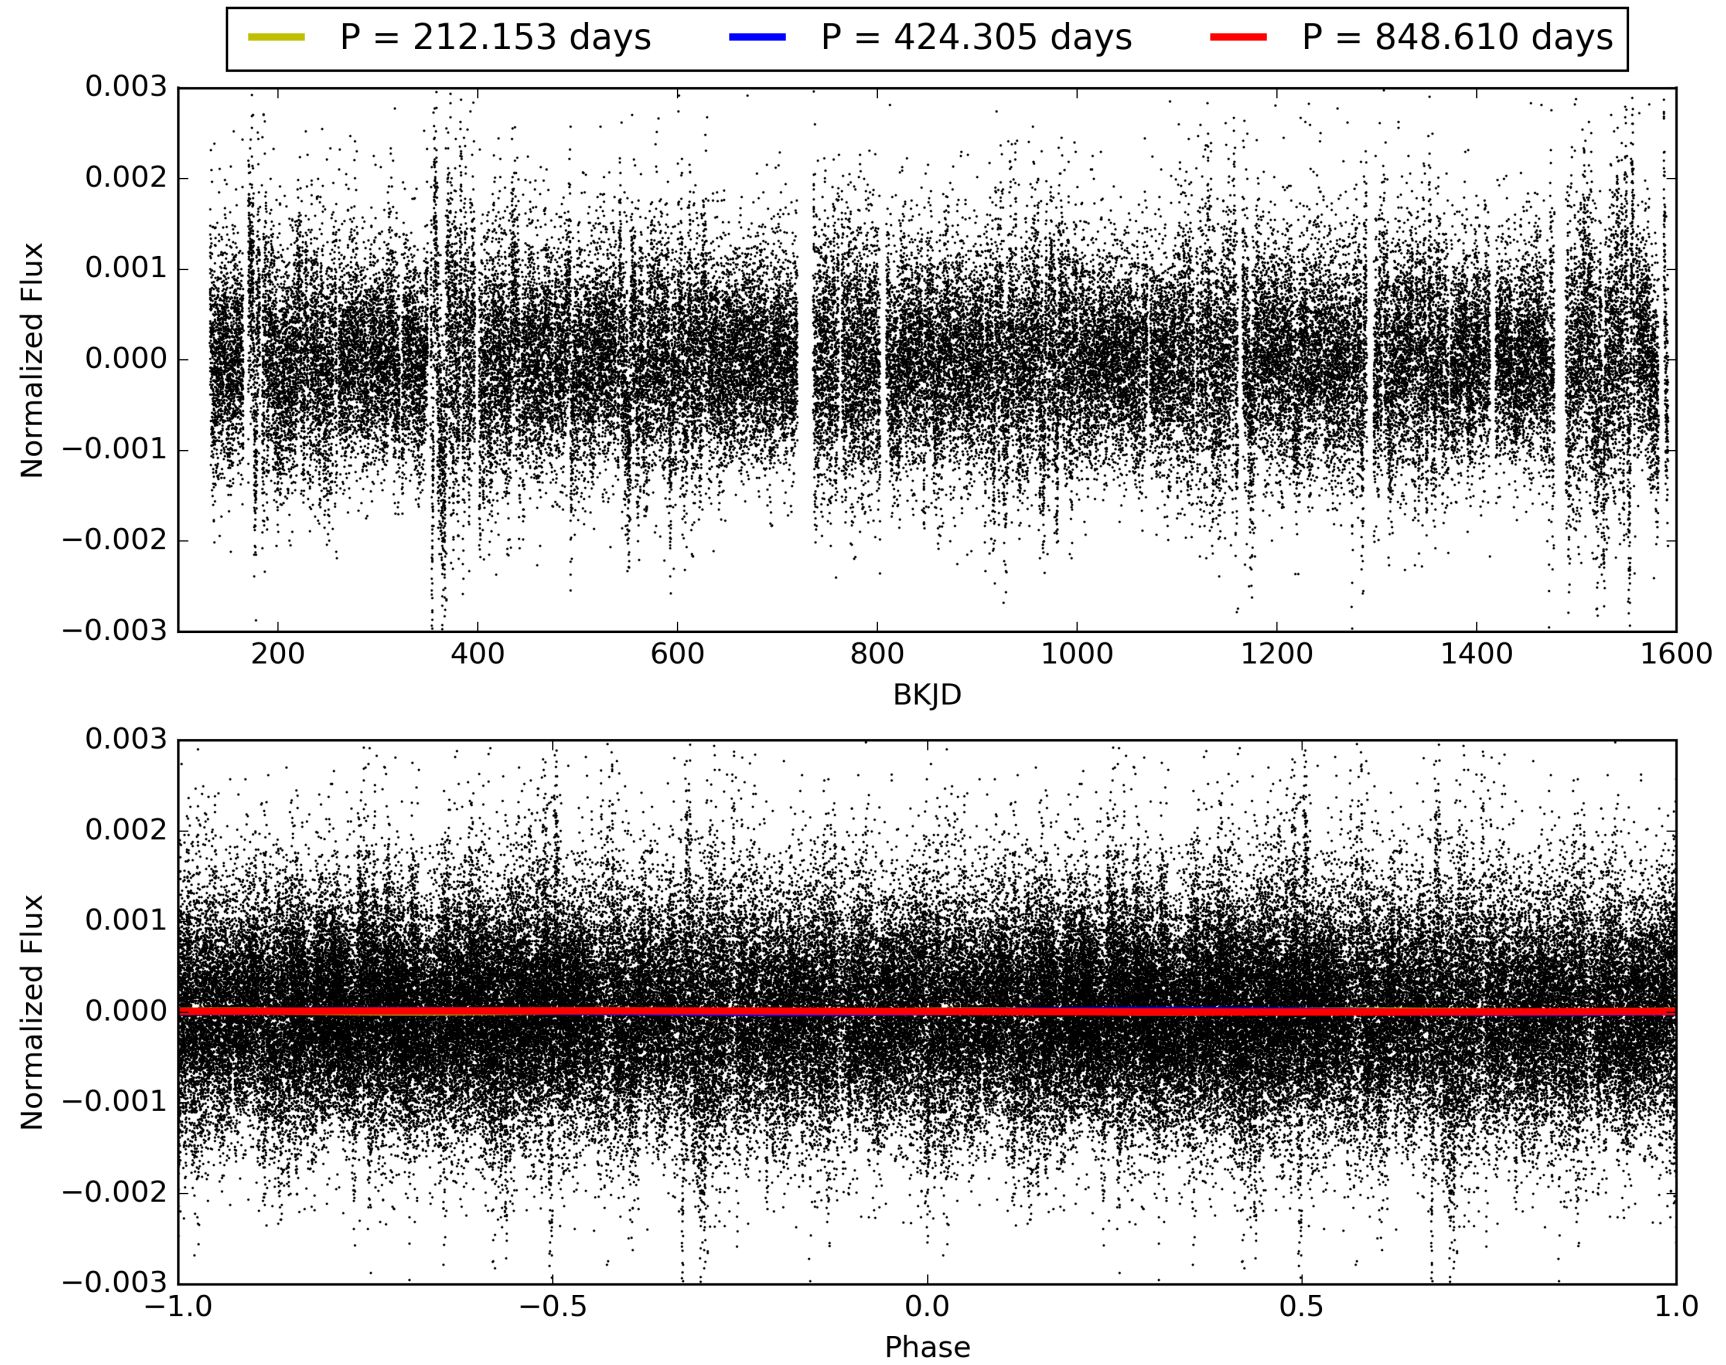 P = 212.153 days P = 424.305 days P = 848.610 days
0.003
0.002
0.001
0.000
−0.001
−0.002
−0.003
Normalized Flux
200 400 600 800 1000 1200 1400 1600
BKJD
0.003
0.002
0.001
0.000
−0.001
−0.002
−0.003
Normalized Flux
−1.0 −0.5 0.0 0.5 1.0
Phase